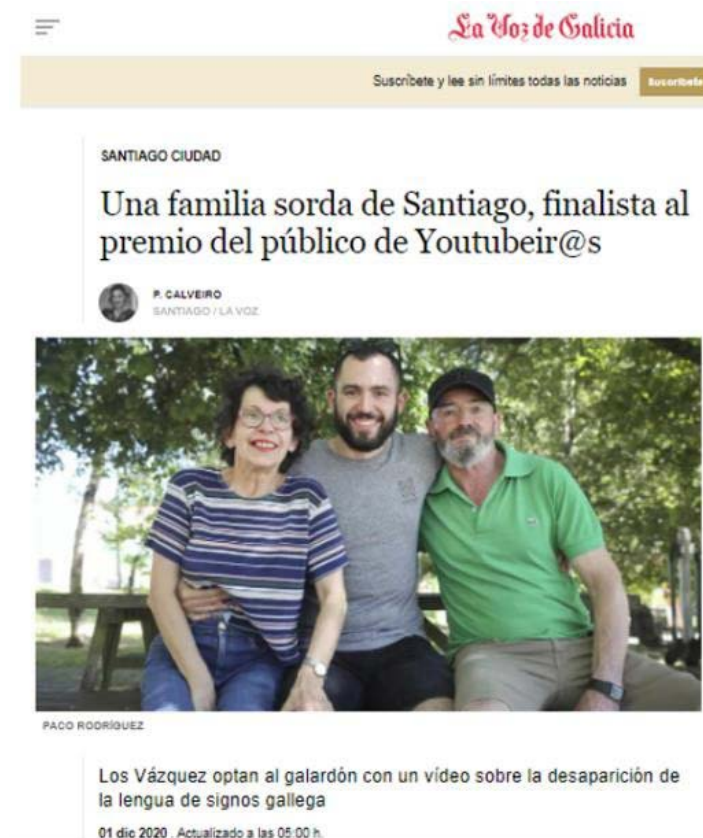 La Voz de Galicia
Suscríbete y lee sin límites todas las noticias Suscríbete
SANTIAGO CIUDAD
Una familia sorda de Santiago, finalista al
premio del público de Youtubeir@s
P. CALVEIRO
SANTIAGO / LA VOZ
PACO RODRÍGUEZ
Los Vázquez optan al galardón con un vídeo sobre la desaparición de
la lengua de signos gallega
01 dic 2020 . Actualizado a las 05:00 h.